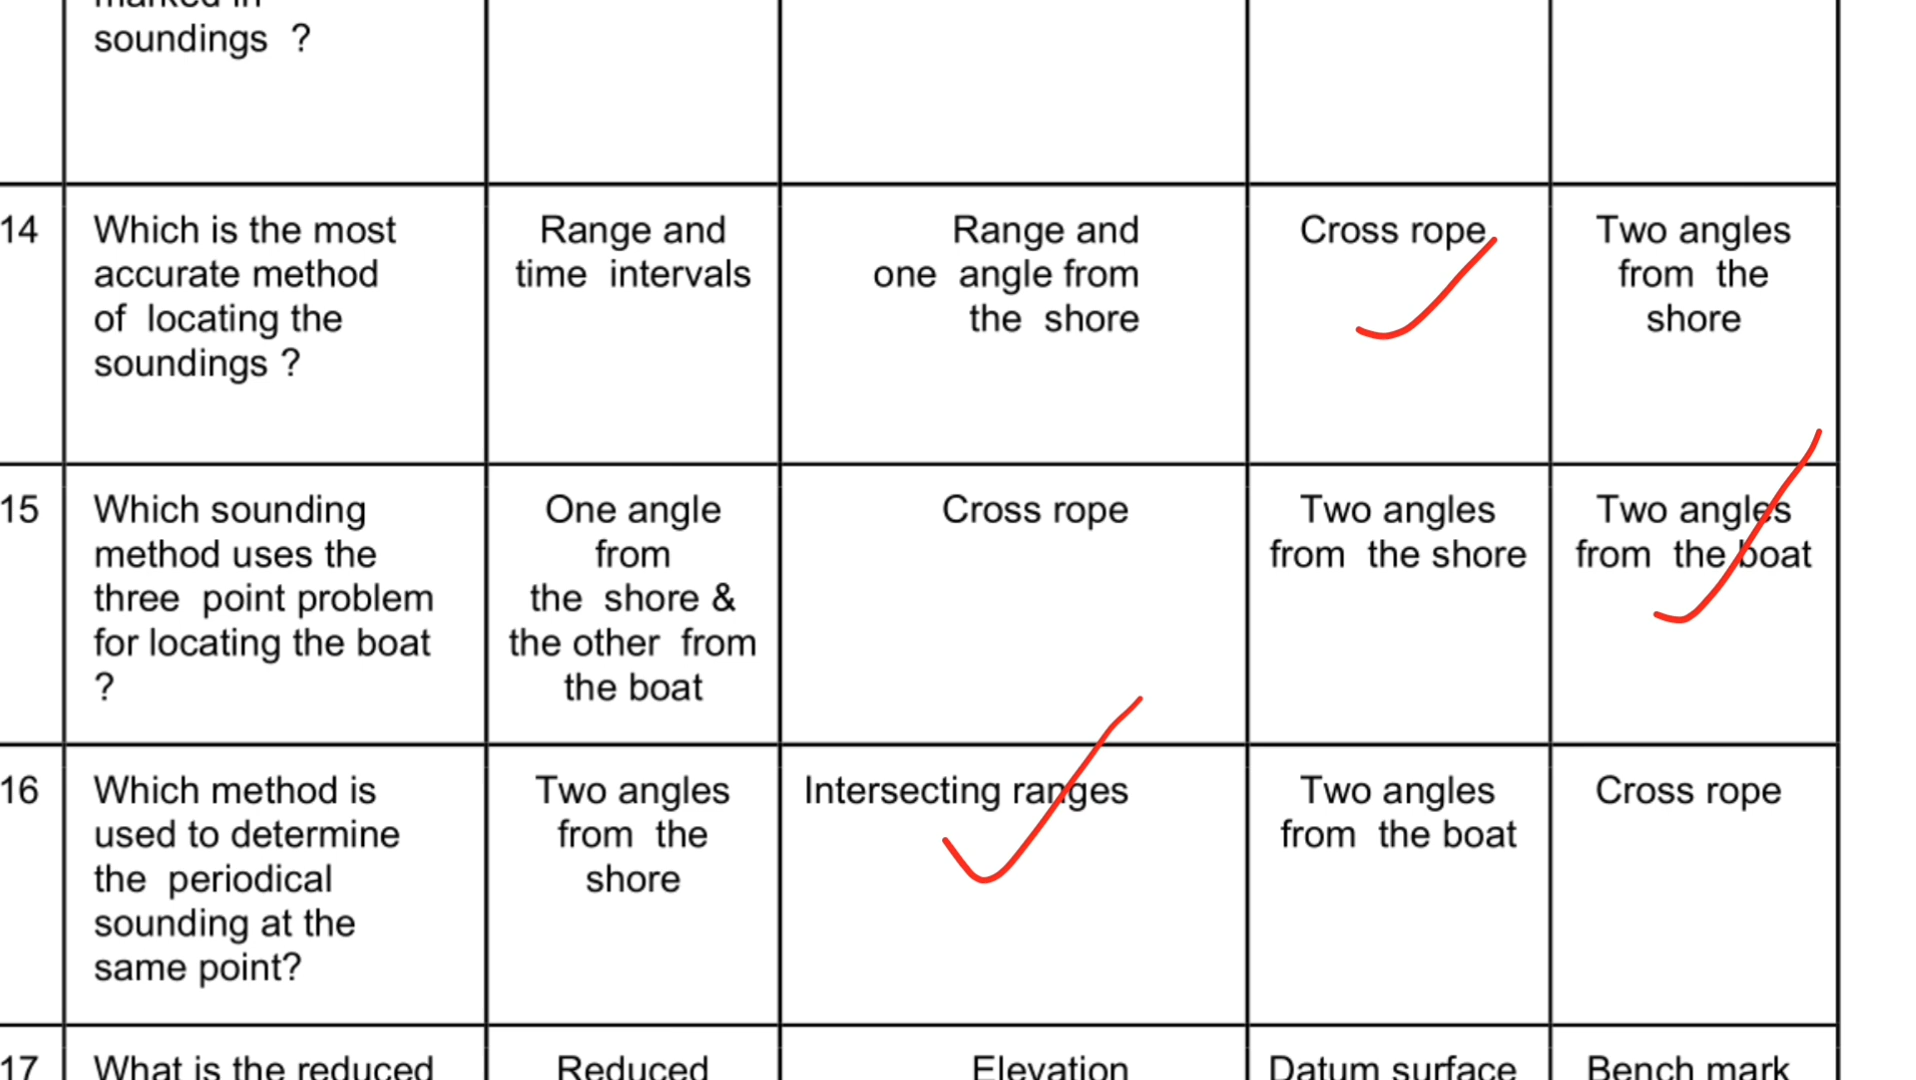 marked in
soundings ?
14
Which is the most
accurate method
of locating the
soundings ?
Range and
time intervals
Range and
one angle from
the shore
Cross rope
Two angles
from the
shore
15
Which sounding
method uses the
three point problem
for locating the boat
?
One angle
from
the shore &
the other from
the boat
Cross rope
Two angles
from the shore
Two angles
from the boat
16
Which method is
used to determine
the periodical
sounding at the
same point?
Two angles
from the
shore
Intersecting ranges
Two angles
from the boat
Cross rope
17
What is the reduced
Reduced
Elevation
Datum surface
Bench mark